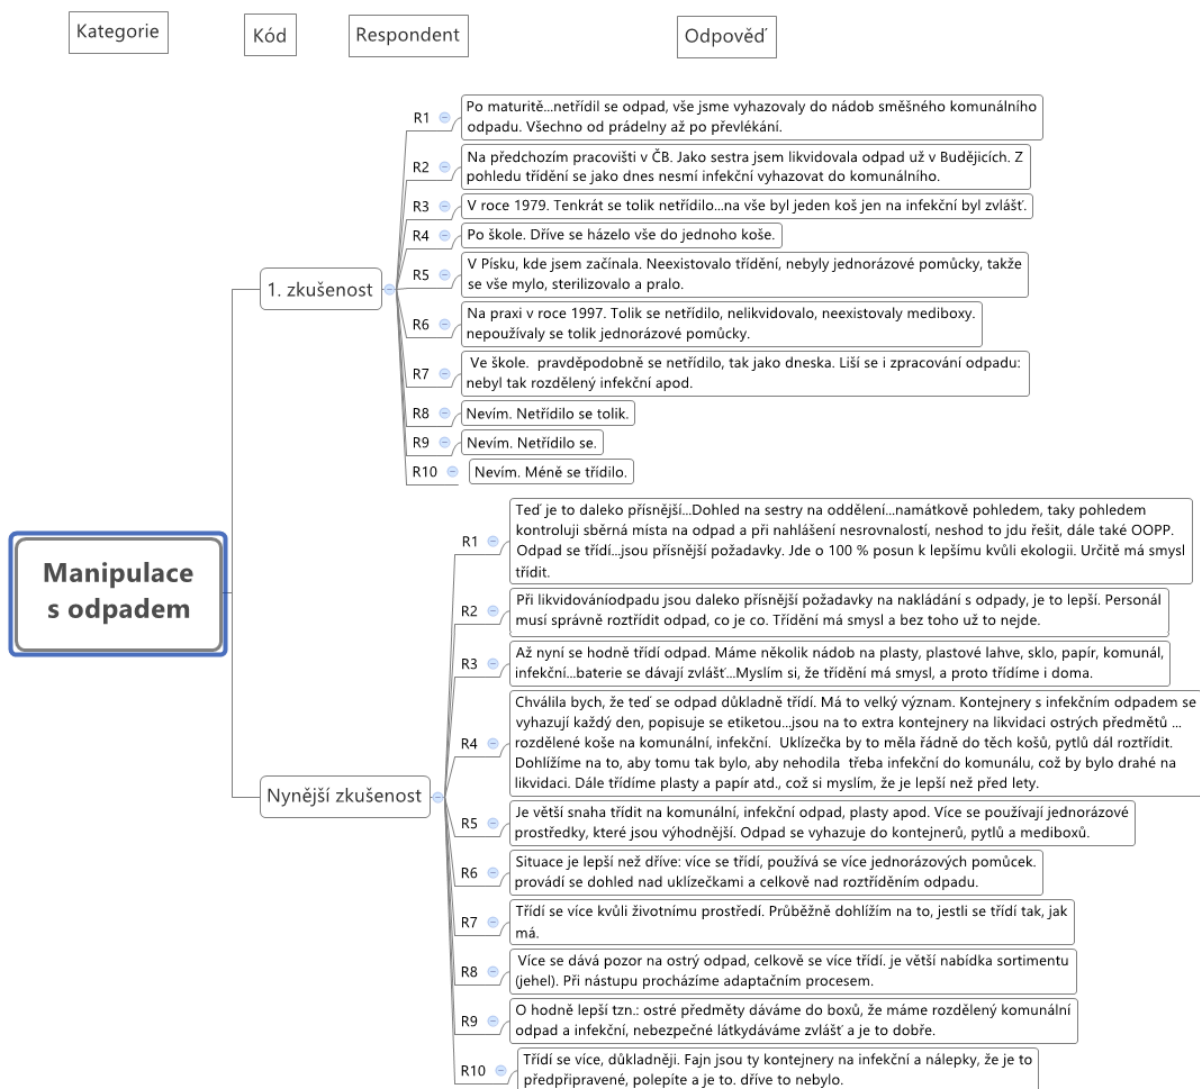 Kategorie
Kód
Respondent
Odpověď
Manipulace
s odpadem
1. zkušenost
R1
Po maturitě...netřídil se odpad, vše jsme vyhazovaly do nádob směšného komunálního
odpadu. Všechno od prádelny až po převlékání.
R2
Na předchozím pracovišti v ČB. Jako sestra jsem likvidovala odpad už v Budějicích. Z
pohledu třídění se jako dnes nesmí infekční vyhazovat do komunálního.
R3
V roce 1979. Tenkrát se tolik netřídilo...na vše byl jeden koš jen na infekční byl zvlášť.
R4
Po škole. Dříve se házelo vše do jednoho koše.
R5
V Písku, kde jsem začínala. Neexistovalo třídění, nebyly jednorázové pomůcky, takže
se vše mylo, sterilizovalo a pralo.
R6
Na praxi v roce 1997. Tolik se netřídilo, nelikvidovalo, neexistovaly mediboxy.
nepoužívaly se tolik jednorázové pomůcky.
R7
Ve škole. pravděpodobně se netřídilo, tak jako dneska. Liší se i zpracování odpadu:
nebyl tak rozdělený infekční apod.
R8
Nevím. Netřídilo se tolik.
R9
Nevím. Netřídilo se.
R10
Nevím. Méně se třídilo.
Nynější zkušenost
R1
Teď je to daleko přísnější...Dohled na sestry na oddělení...namátkově pohledem, taky pohledem
kontroluji sběrná místa na odpad a při nahlášení nesrovnalostí, neshod to jdu řešit, dále také OOPP.
Odpad se třídí...jsou přísnější požadavky. Jde o 100 % posun k lepšímu kvůli ekologii. Určitě má smysl
třídit.
R2
Při likvidováníodpadu jsou daleko přísnější požadavky na nakládání s odpady, je to lepší. Personál
musí správně roztřídit odpad, co je co. Třídění má smysl a bez toho už to nejde.
R3
Až nyní se hodně třídí odpad. Máme několik nádob na plasty, plastové lahve, sklo, papír, komunál,
infekční...baterie se dávají zvlášť...Myslím si, že třídění má smysl, a proto třídíme i doma.
R4
Chválila bych, že teď se odpad důkladně třídí. Má to velký význam. Kontejnery s infekčním odpadem se
vyhazují každý den, popisuje se etiketou...jsou na to extra kontejnery na likvidaci ostrých předmětů ...
rozdělené koše na komunální, infekční. Uklízečka by to měla řádně do těch košů, pytlů dál roztřídit.
Dohlížíme na to, aby tomu tak bylo, aby nehodila třeba infekční do komunálu, což by bylo drahé na
likvidaci. Dále třídíme plasty a papír atd., což si myslím, že je lepší než před lety.
R5
Je větší snaha třídit na komunální, infekční odpad, plasty apod. Více se používají jednorázové
prostředky, které jsou výhodnější. Odpad se vyhazuje do kontejnerů, pytlů a mediboxů.
R6
Situace je lepší než dříve: více se třídí, používá se více jednorázových pomůcek.
provádí se dohled nad uklízečkami a celkově nad roztříděním odpadu.
R7
Třídí se více kvůli životnímu prostředí. Průběžně dohlížím na to, jestli se třídí tak, jak
má.
R8
Více se dává pozor na ostrý odpad, celkově se více třídí. je větší nabídka sortimentu
(jehel). Při nástupu procházíme adaptačním procesem.
R9
O hodně lepší tzn.: ostré předměty dáváme do boxů, že máme rozdělený komunální
odpad a infekční, nebezpečné látkydáváme zvlášť a je to dobře.
R10
Třídí se více, důkladněji. Fajn jsou ty kontejnery na infekční a nálepky, že je to
předpřipravené, polepíte a je to. dříve to nebylo.